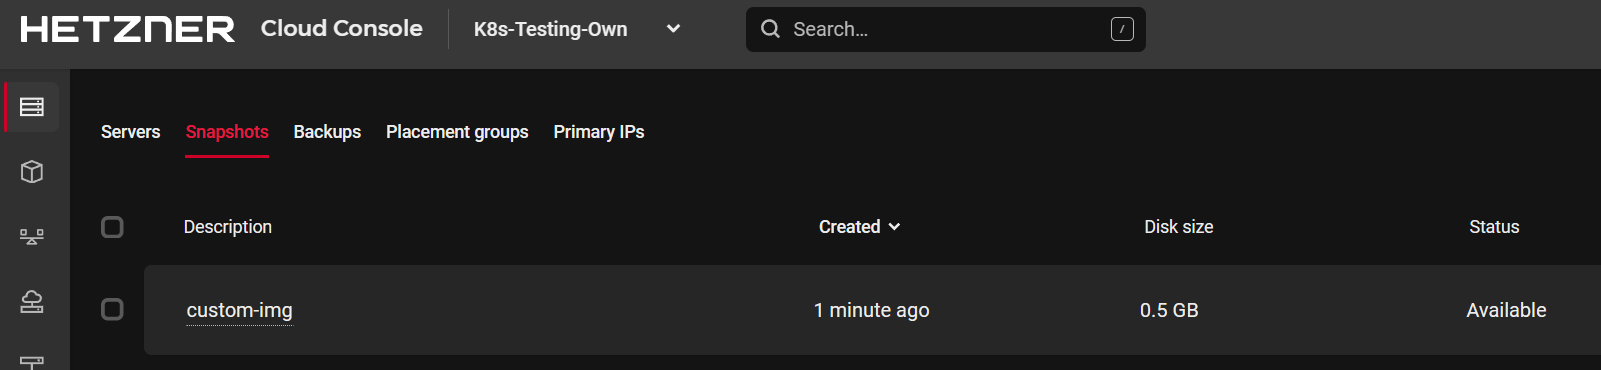 HETZNER Cloud Console K8s-Testing-Own Search... /
Servers Snapshots Backups Placement groups Primary IPs
Description Created Disk size Status
custom-img 1 minute ago 0.5 GB Available